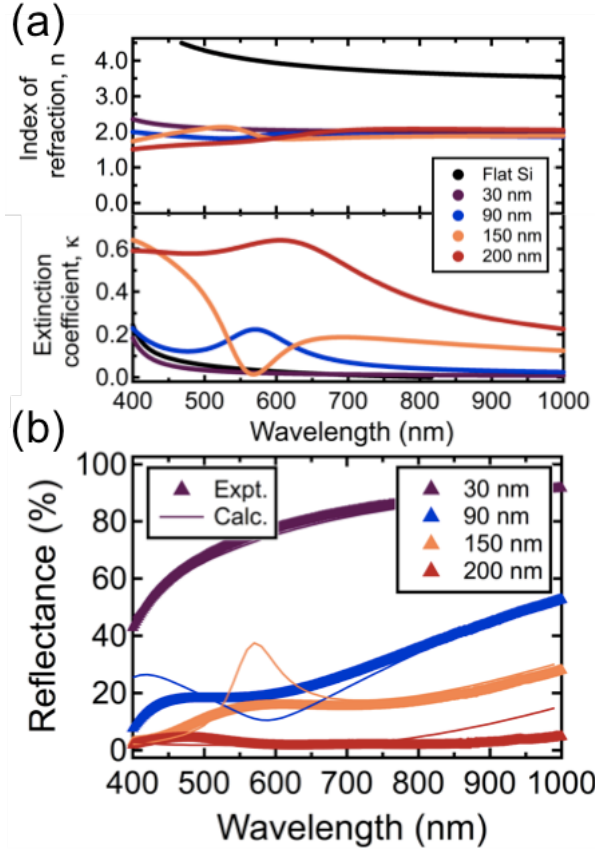 (a)
Index of
refraction, n
4.0
3.0
2.0
1.0
0.0
Flat Si
30 nm
90 nm
150 nm
200 nm
Extinction
coefficient, κ
0.6
0.4
0.2
0.0
400 500 600 700 800 900 1000
Wavelength (nm)
(b)
Reflectance (%)
100
80
60
40
20
0
Expt.
Calc.
30 nm
90 nm
150 nm
200 nm
400 500 600 700 800 900 1000
Wavelength (nm)